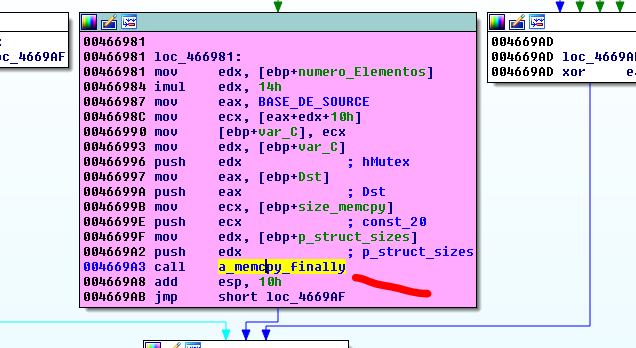 :
oc_4669AF
00466981
00466981 loc_466981:
00466981 mov edx, [ebp+numero_Elementos]
00466984 imul edx, 14h
00466987 mov eax, BASE_DE_SOURCE
0046698C mov ecx, [eax+edx+10h]
00466990 mov [ebp+var_C], ecx
00466993 mov edx, [ebp+var_C]
00466996 push edx ; hMutex
00466997 mov eax, [ebp+Dst]
0046699A push eax ; Dst
0046699B mov ecx, [ebp+size_memcpy]
0046699E push ecx ; const_20
0046699F mov edx, [ebp+p_struct_sizes]
004669A2 push edx ; p_struct_sizes
004669A3 call a_memcpy_finally
004669A8 add esp, 10h
004669AB jmp short loc_4669AF
004669AD
004669AD loc_4669A
004669AD xor e